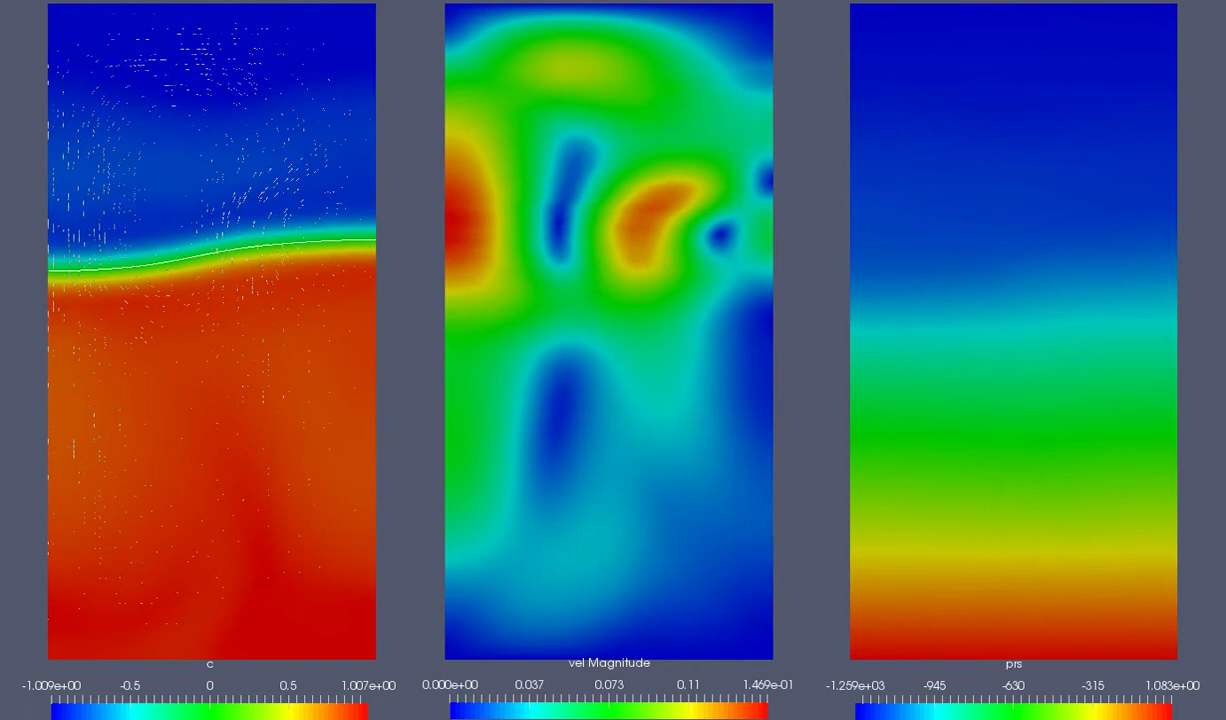 c
-1.009e+00 -0.5 0 0.5 1.007e+00
vel Magnitude
0.000e+00 0.037 0.073 0.11 1.469e-01
prs
-1.259e+03 -945 -630 -315 1.083e+00